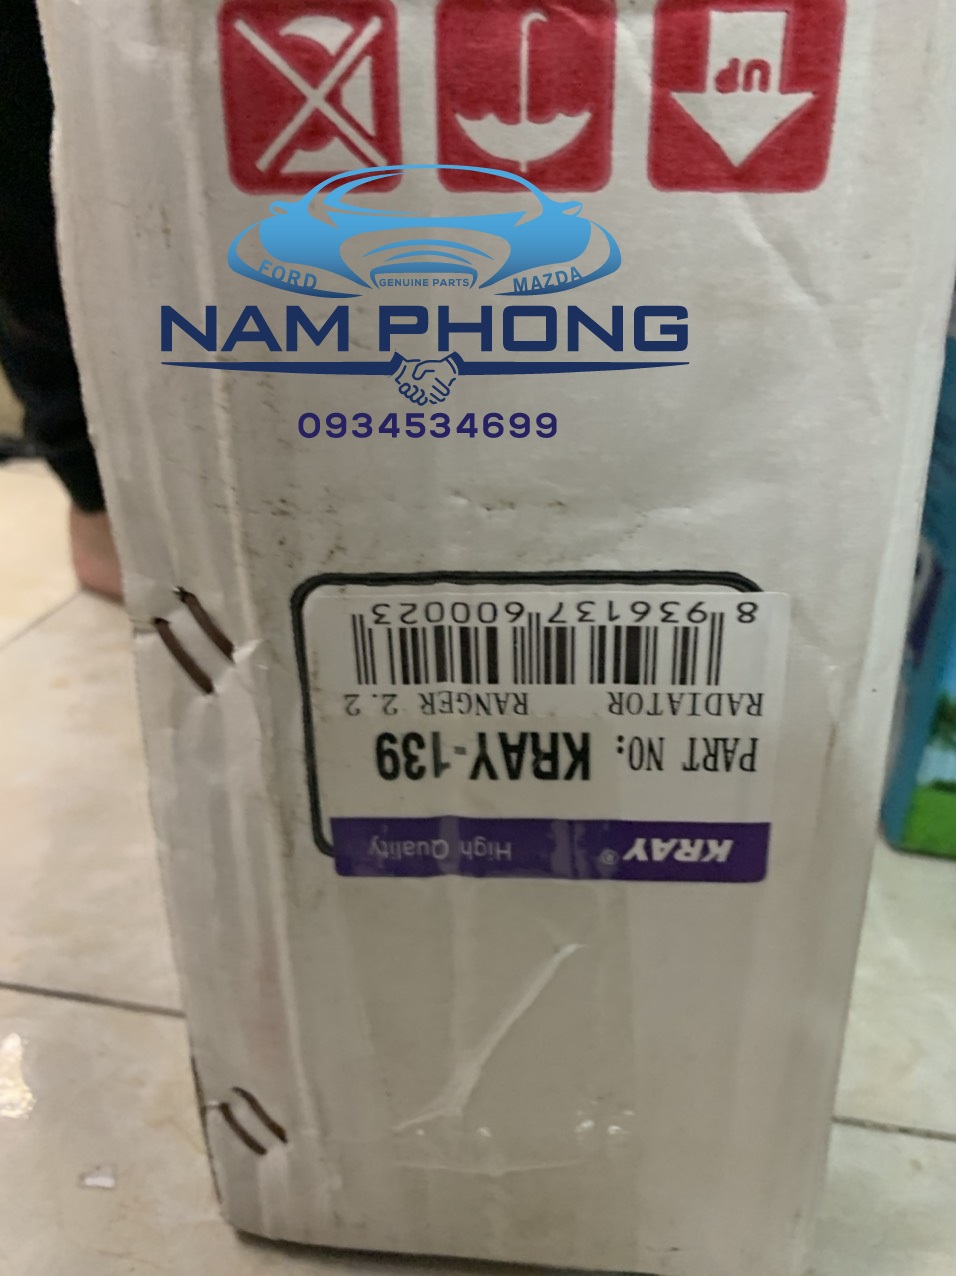 UP
FORD
GENUINE PARTS
MAZDA
NAM PHONG
0934534699
KRAY® High Quality
PART NO: KRAY-139
RADIATOR RANGER 2.2
8 936137 600023